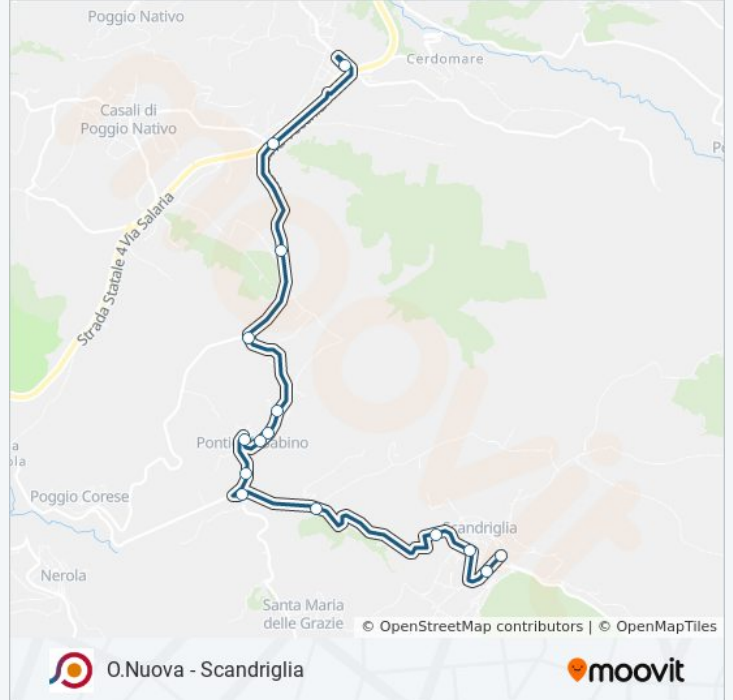 Poggio Nativo
Cerdomare
Casali di
Poggio Nativo
Strada Statale 4 Via Salaria
Poggio Corese
Scandriglia
Nerola
Santa Maria
delle Grazie
© OpenStreetMap contributors | © OpenMapTiles
O.Nuova - Scandriglia
moovit